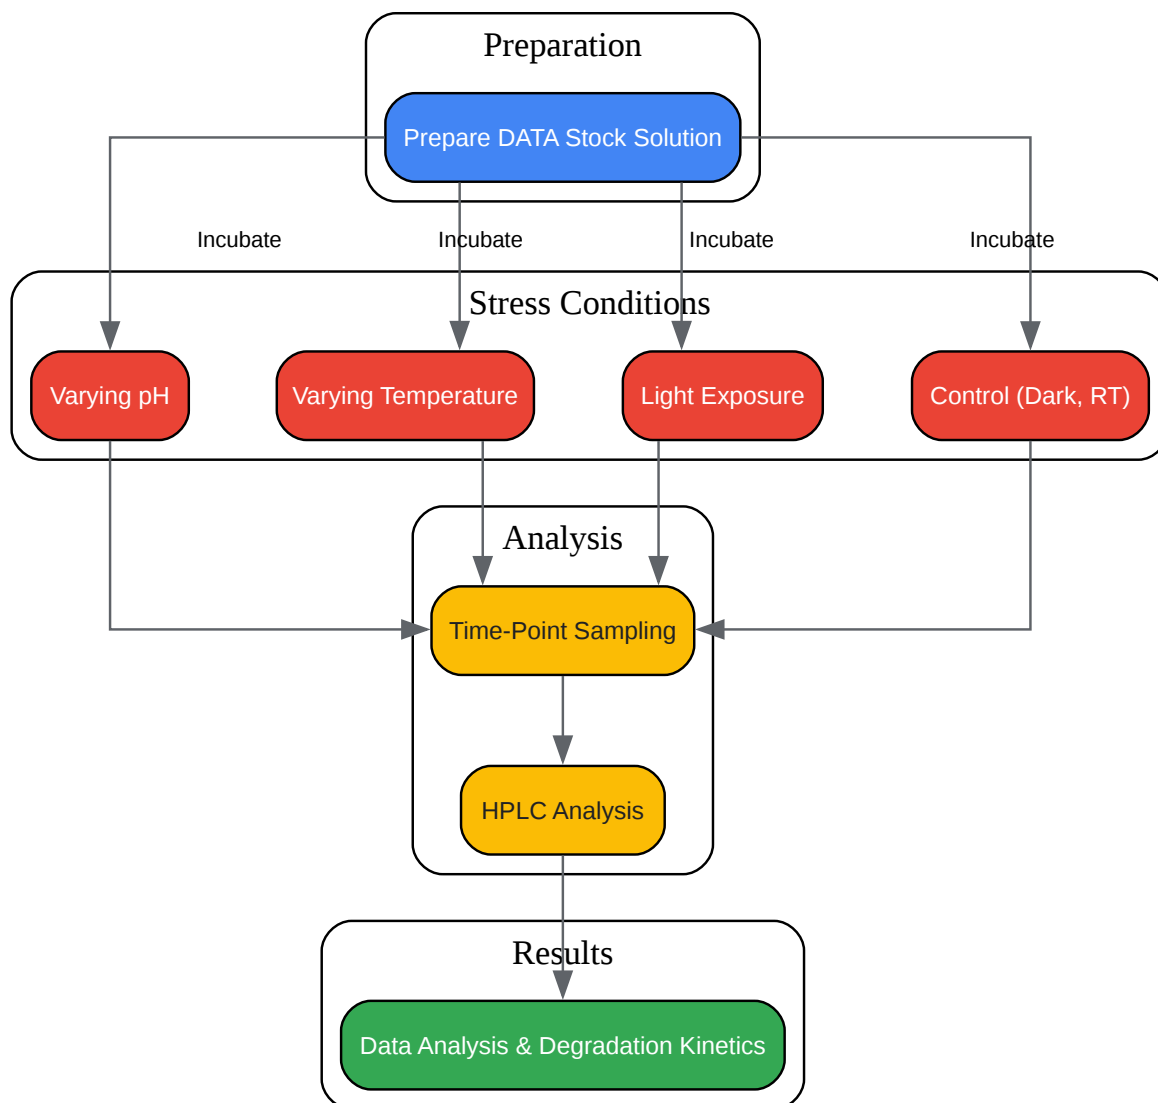 Preparation
Prepare DATA Stock Solution
Incubate
Incubate
Incubate
Incubate
Stress Conditions
Varying pH
Varying Temperature
Light Exposure
Control (Dark, RT)
Analysis
Time-Point Sampling
HPLC Analysis
Results
Data Analysis & Degradation Kinetics